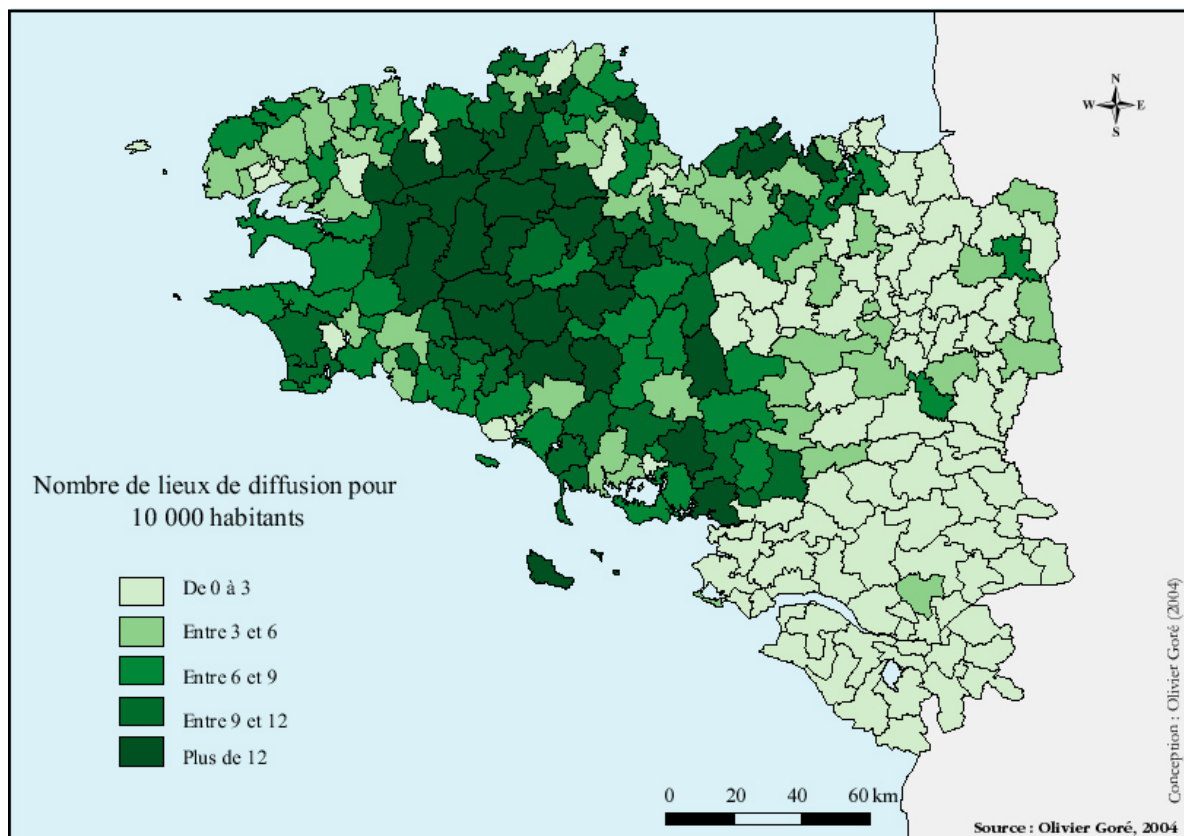 N
W E
S
Nombre de lieux de diffusion pour
10 000 habitants
De 0 à 3
Entre 3 et 6
Entre 6 et 9
Entre 9 et 12
Plus de 12
0 20 40 60 km
Conception : Olivier Goré (2004)
Source : Olivier Goré, 2004